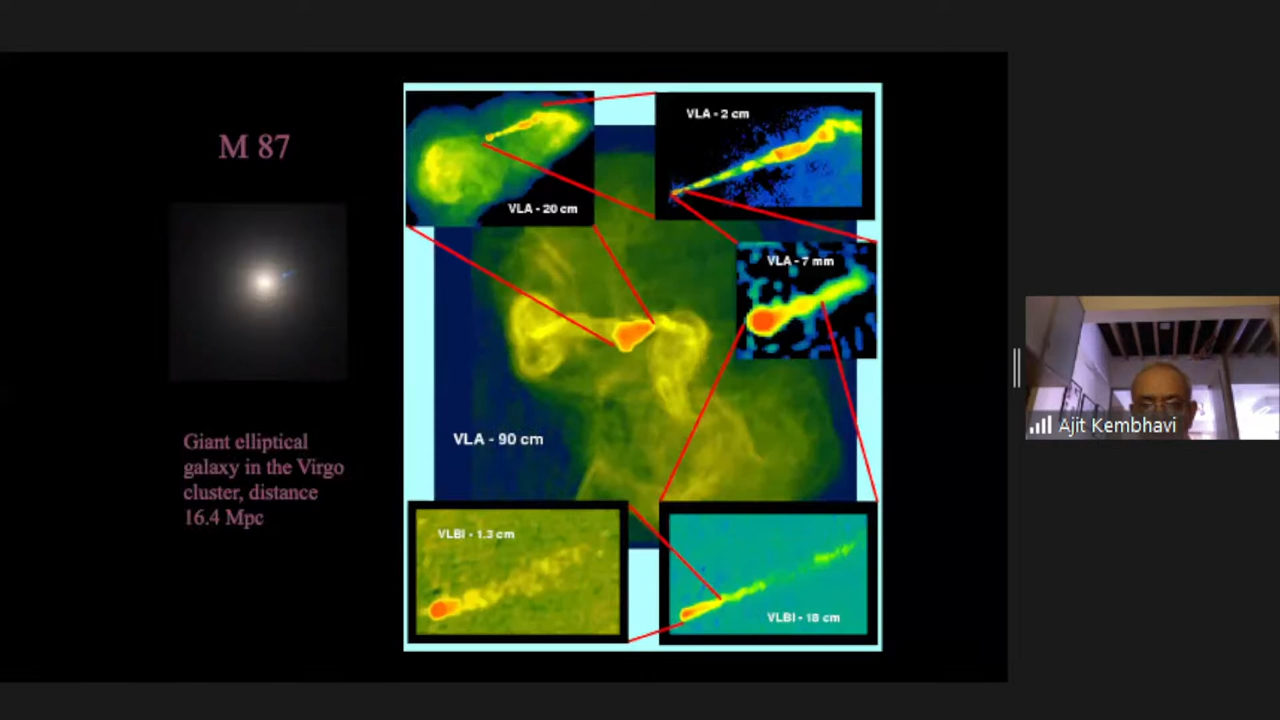 M 87
Giant elliptical
galaxy in the Virgo
cluster, distance
16.4 Mpc
VLA - 20 cm
VLA - 2 cm
VLA - 7 mm
VLA - 90 cm
VLBI - 1.3 cm
VLBI - 18 cm
Ajit Kembhavi